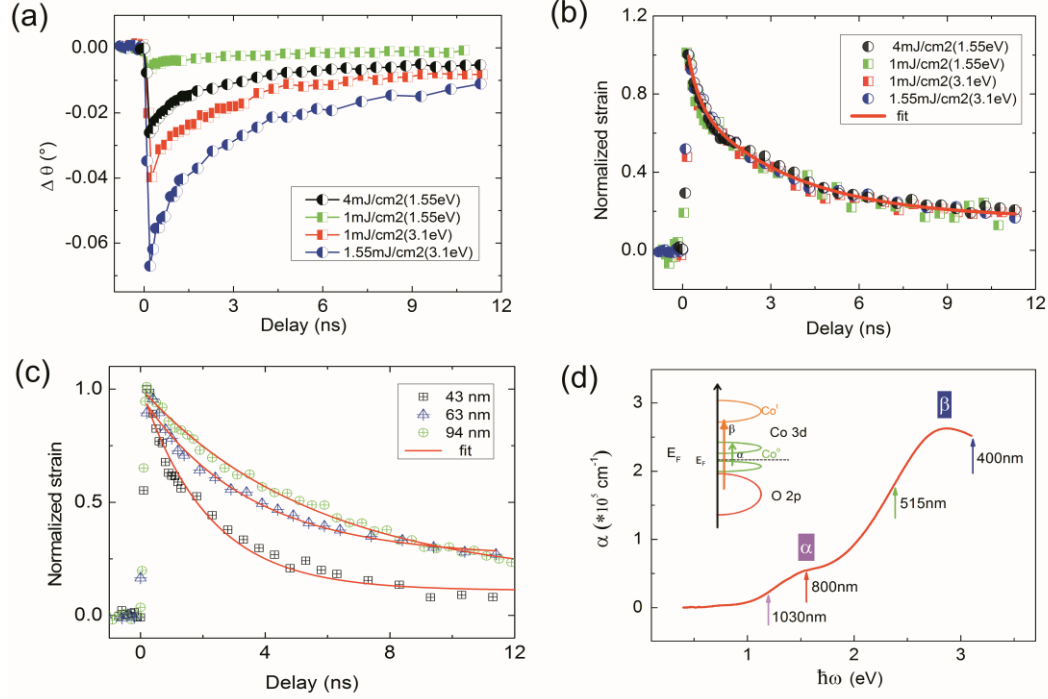 (a)
0.00
-0.02
-0.04
-0.06
Δ θ (°)
4mJ/cm2(1.55eV)
1mJ/cm2(1.55eV)
1mJ/cm2(3.1eV)
1.55mJ/cm2(3.1eV)
0 3 6 9 12
Delay (ns)
(b)
1.2
0.8
0.4
0.0
Normalized strain
4mJ/cm2(1.55eV)
1mJ/cm2(1.55eV)
1mJ/cm2(3.1eV)
1.55mJ/cm2(3.1eV)
fit
0 3 6 9 12
Delay (ns)
(c)
1.0
0.5
0.0
Normalized strain
43 nm
63 nm
94 nm
fit
0 4 8 12
Delay (ns)
(d)
3
2
1
0
α (*10⁵ cm⁻¹)
β
α
Co
β
Co 3d
Co
α
E_F
E_F
O 2p
400nm
515nm
800nm
1030nm
1 2 3
ħω (eV)